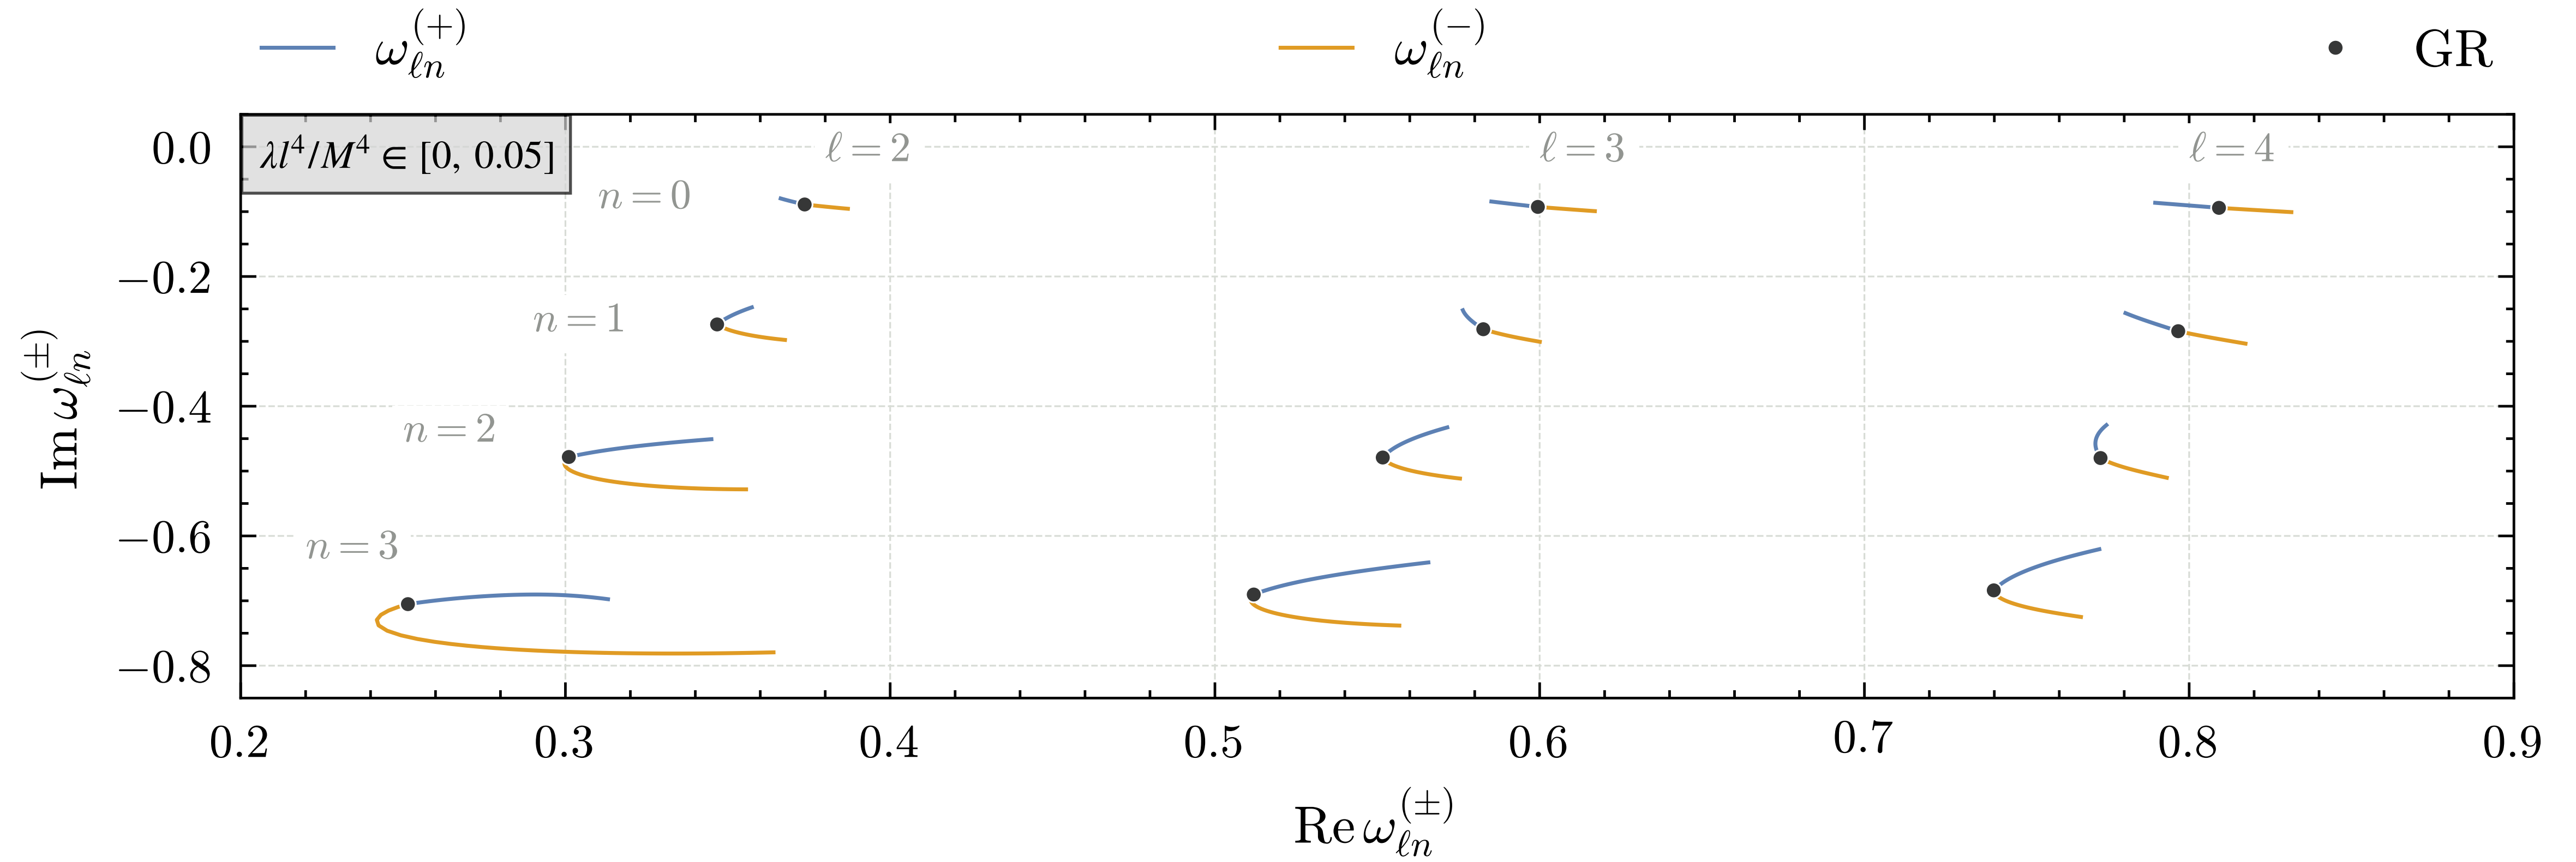 ω_{ℓn}^{(+)} ω_{ℓn}^{(−)} GR
λl⁴/M⁴ ∈ [0, 0.05]
ℓ = 2 ℓ = 3 ℓ = 4
n = 0
n = 1
n = 2
n = 3
0.0
−0.2
−0.4
−0.6
−0.8
Im ω_{ℓn}^{(±)}
0.2 0.3 0.4 0.5 0.6 0.7 0.8 0.9
Re ω_{ℓn}^{(±)}